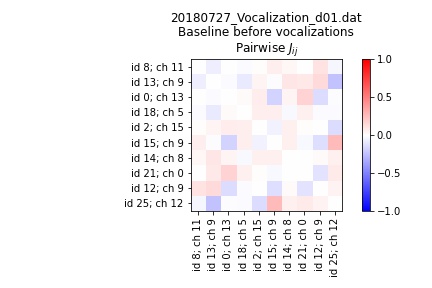 20180727_Vocalization_d01.dat
Baseline before vocalizations
Pairwise Jij
id 8; ch 11
id 13; ch 9
id 0; ch 13
id 18; ch 5
id 2; ch 15
id 15; ch 9
id 14; ch 8
id 21; ch 0
id 12; ch 9
id 25; ch 12
1.0
0.5
0.0
−0.5
−1.0
id 8; ch 11
id 13; ch 9
id 0; ch 13
id 18; ch 5
id 2; ch 15
id 15; ch 9
id 14; ch 8
id 21; ch 0
id 12; ch 9
id 25; ch 12